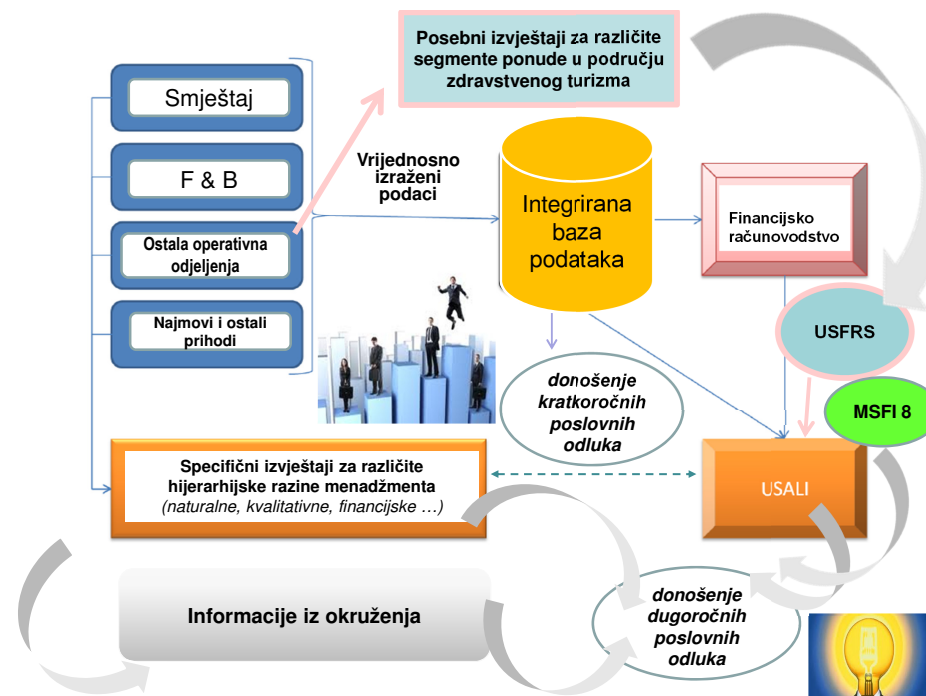 Posebni izvještaji za različite
segmente ponude u području
zdravstvenog turizma
Smještaj
F & B
Ostala operativna
odjeljenja
Najmovi i ostali
prihodi
Vrijednosno
izraženi
podaci
Integrirana
baza
podataka
Financijsko
računovodstvo
USFRS
MSFI 8
donošenje
kratkoročnih
poslovnih
odluka
Specifični izvještaji za različite
hijerarhijske razine menadžmenta
(naturalne, kvalitativne, financijske …)
USALI
Informacije iz okruženja
donošenje
dugoročnih
poslovnih
odluka